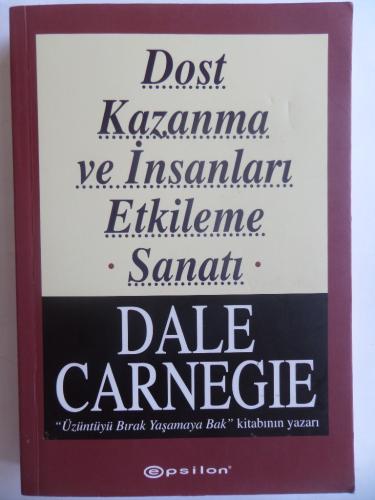 Dost
Kazanma
ve İnsanları
Etkileme
· Sanatı ·
DALE
CARNEGIE
“Üzüntüyü Bırak Yaşamaya Bak” kitabının yazarı
epsilon®